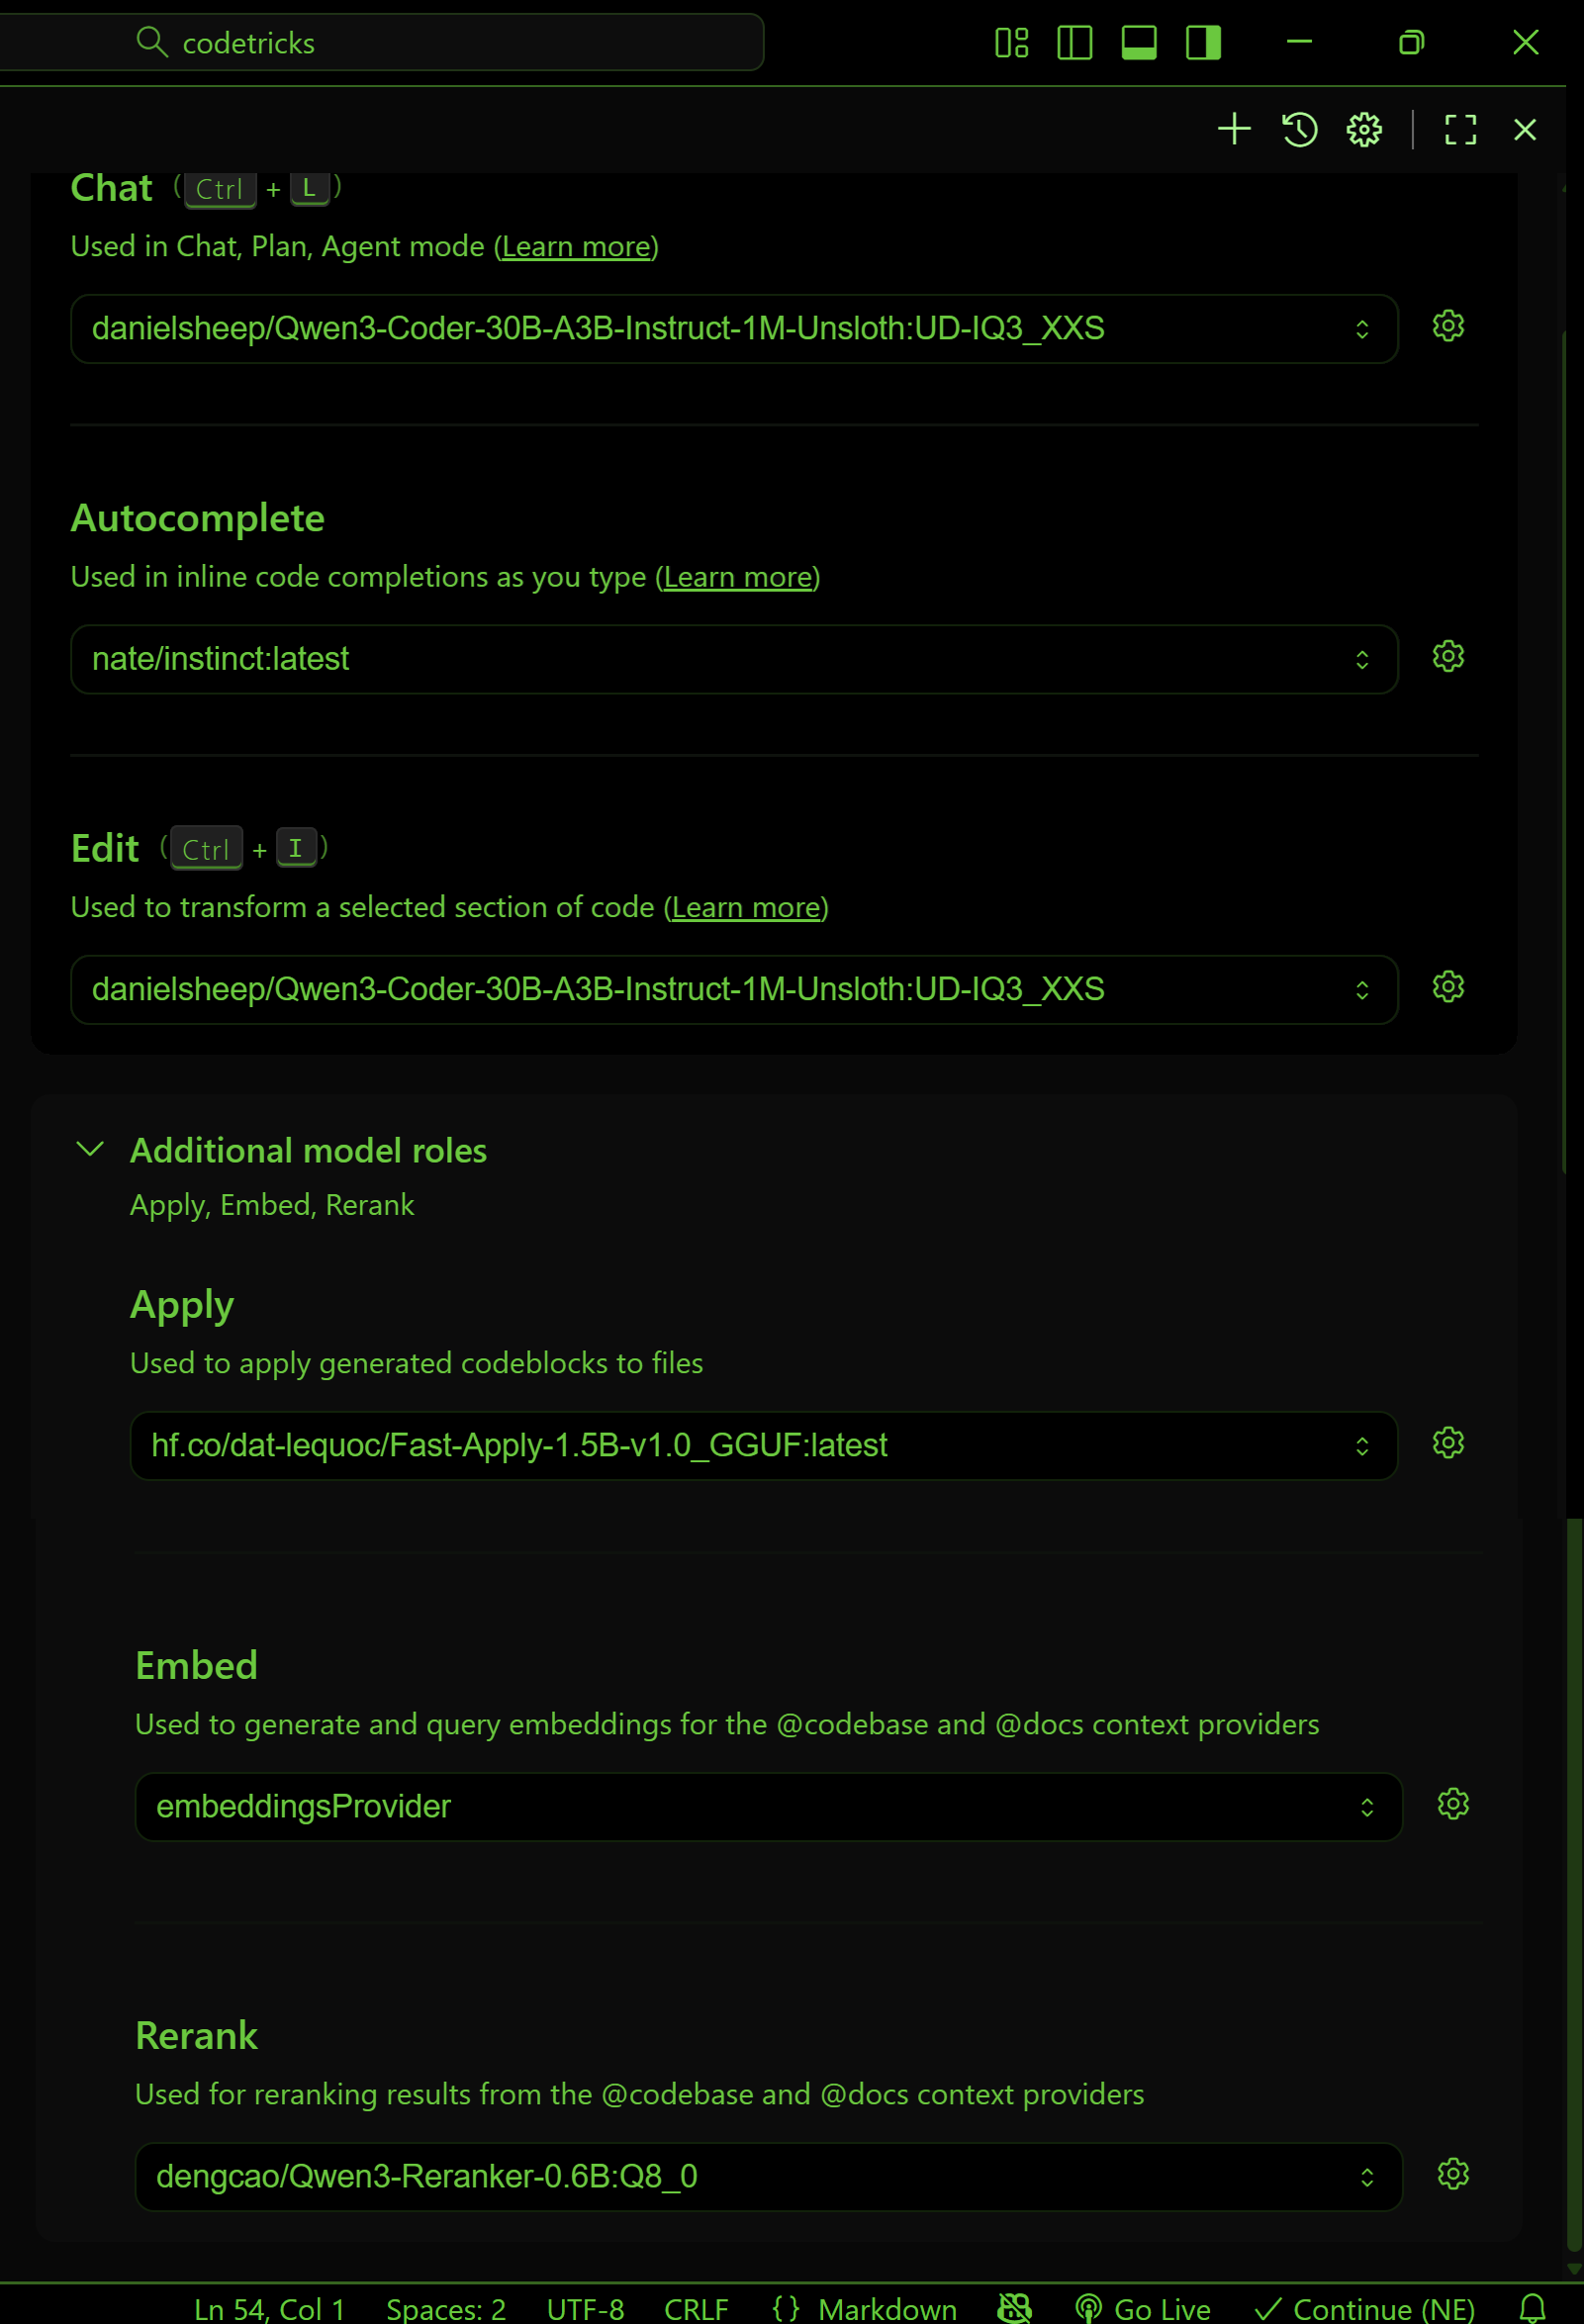 codetricks
Chat (Ctrl + L)
Used in Chat, Plan, Agent mode (Learn more)
danielsheep/Qwen3-Coder-30B-A3B-Instruct-1M-Unsloth:UD-IQ3_XXS
Autocomplete
Used in inline code completions as you type (Learn more)
nate/instinct:latest
Edit (Ctrl + I)
Used to transform a selected section of code (Learn more)
danielsheep/Qwen3-Coder-30B-A3B-Instruct-1M-Unsloth:UD-IQ3_XXS
Additional model roles
Apply, Embed, Rerank
Apply
Used to apply generated codeblocks to files
hf.co/dat-lequoc/Fast-Apply-1.5B-v1.0_GGUF:latest
Embed
Used to generate and query embeddings for the @codebase and @docs context providers
embeddingsProvider
Rerank
Used for reranking results from the @codebase and @docs context providers
dengcao/Qwen3-Reranker-0.6B:Q8_0
Ln 54, Col 1 Spaces: 2 UTF-8 CRLF {} Markdown Go Live Continue (NE)